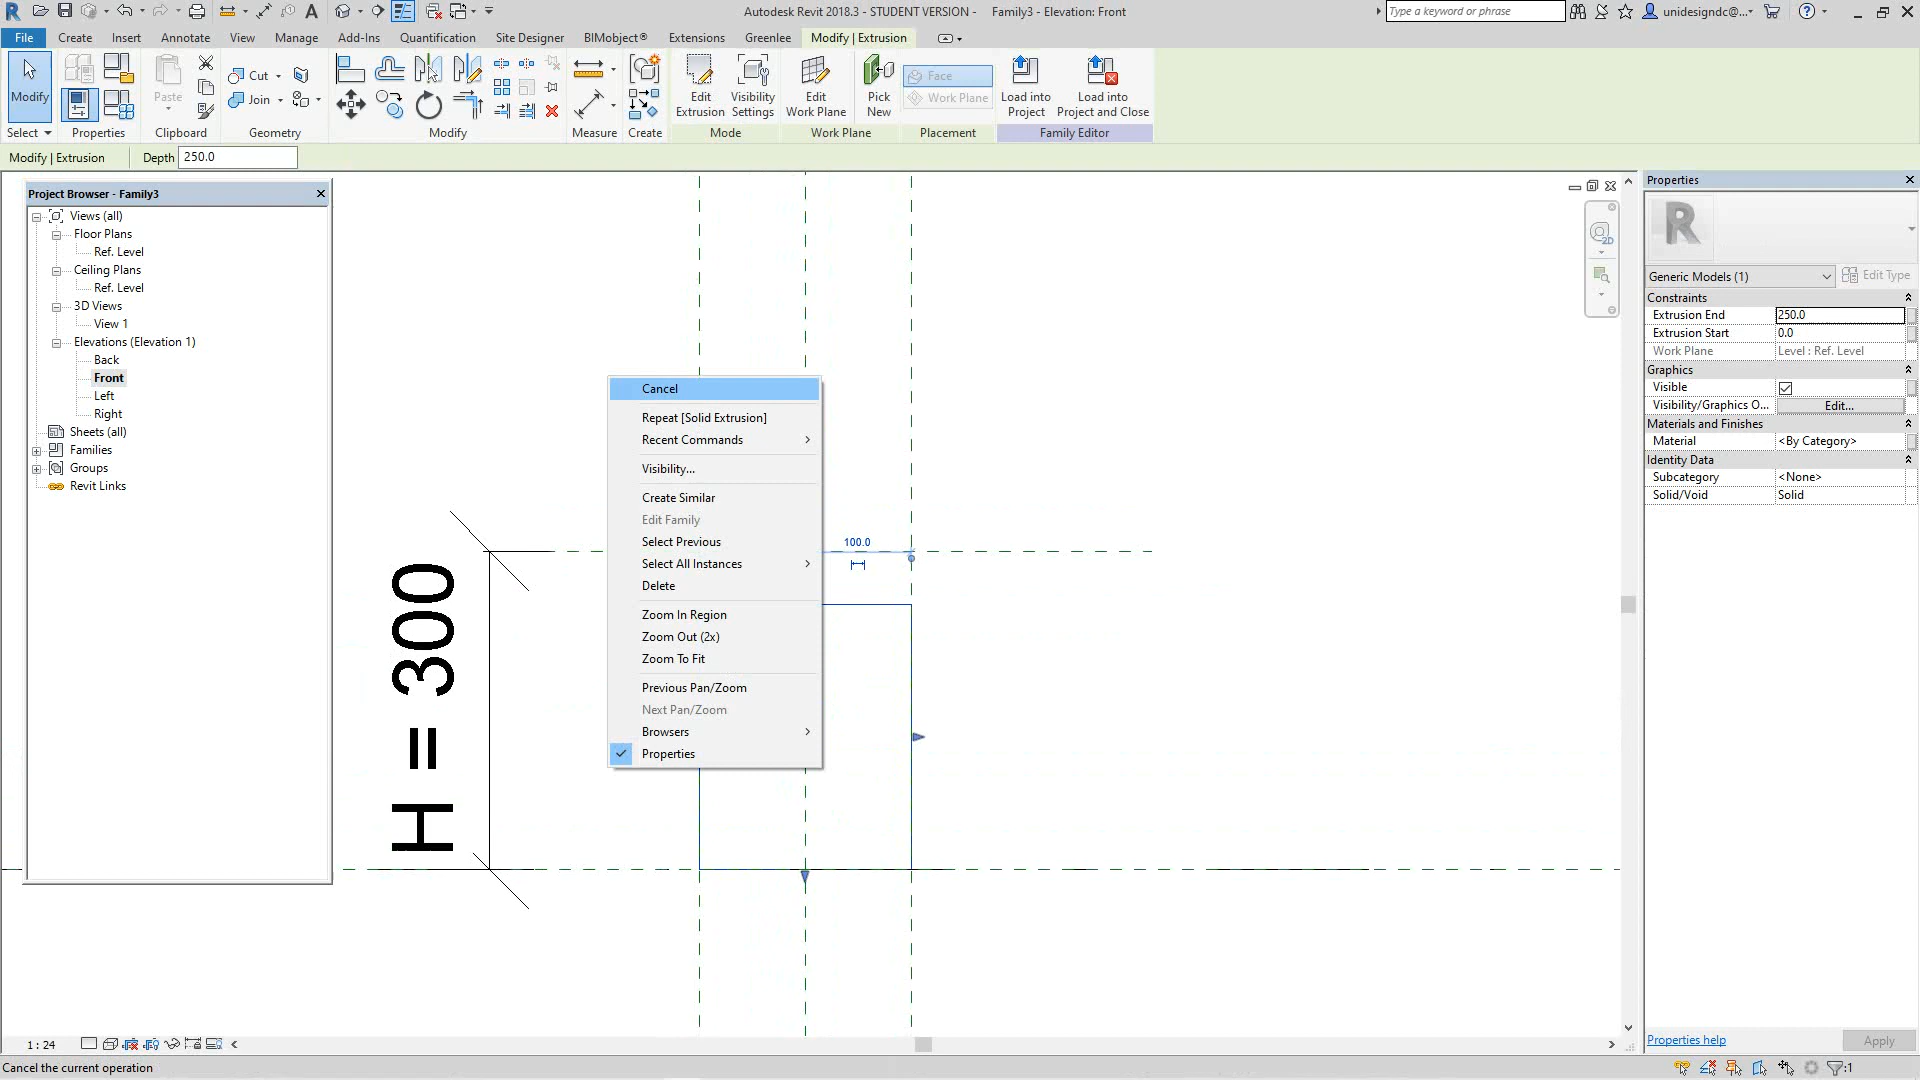 Autodesk Revit 2018.3 - STUDENT VERSION - Family3 - Elevation: Front
Type a keyword or phrase
unidesigndc@...
File Create Insert Annotate View Manage Add-Ins Quantification Site Designer BIMobject® Extensions Greenlee Modify | Extrusion
Modify
Paste
Cut
Join
Edit Extrusion
Visibility Settings
Edit Work Plane
Pick New
Face
Work Plane
Load into Project
Load into Project and Close
Select Properties Clipboard Geometry Modify Measure Create Mode Work Plane Placement Family Editor
Modify | Extrusion Depth 250.0
Project Browser - Family3
Views (all)
Floor Plans
Ref. Level
Ceiling Plans
Ref. Level
3D Views
View 1
Elevations (Elevation 1)
Back
Front
Left
Right
Sheets (all)
Families
Groups
Revit Links
H = 300
Cancel
Repeat [Solid Extrusion]
Recent Commands
Visibility...
Create Similar
Edit Family
Select Previous
Select All Instances
Delete
Zoom In Region
Zoom Out (2x)
Zoom To Fit
Previous Pan/Zoom
Next Pan/Zoom
Browsers
Properties
100.0
2D
Properties
R
Generic Models (1) Edit Type
Constraints
Extrusion End 250.0
Extrusion Start 0.0
Work Plane Level : Ref. Level
Graphics
Visible
Visibility/Graphics O... Edit...
Materials and Finishes
Material <By Category>
Identity Data
Subcategory <None>
Solid/Void Solid
Properties help Apply
1 : 24
Cancel the current operation
:1